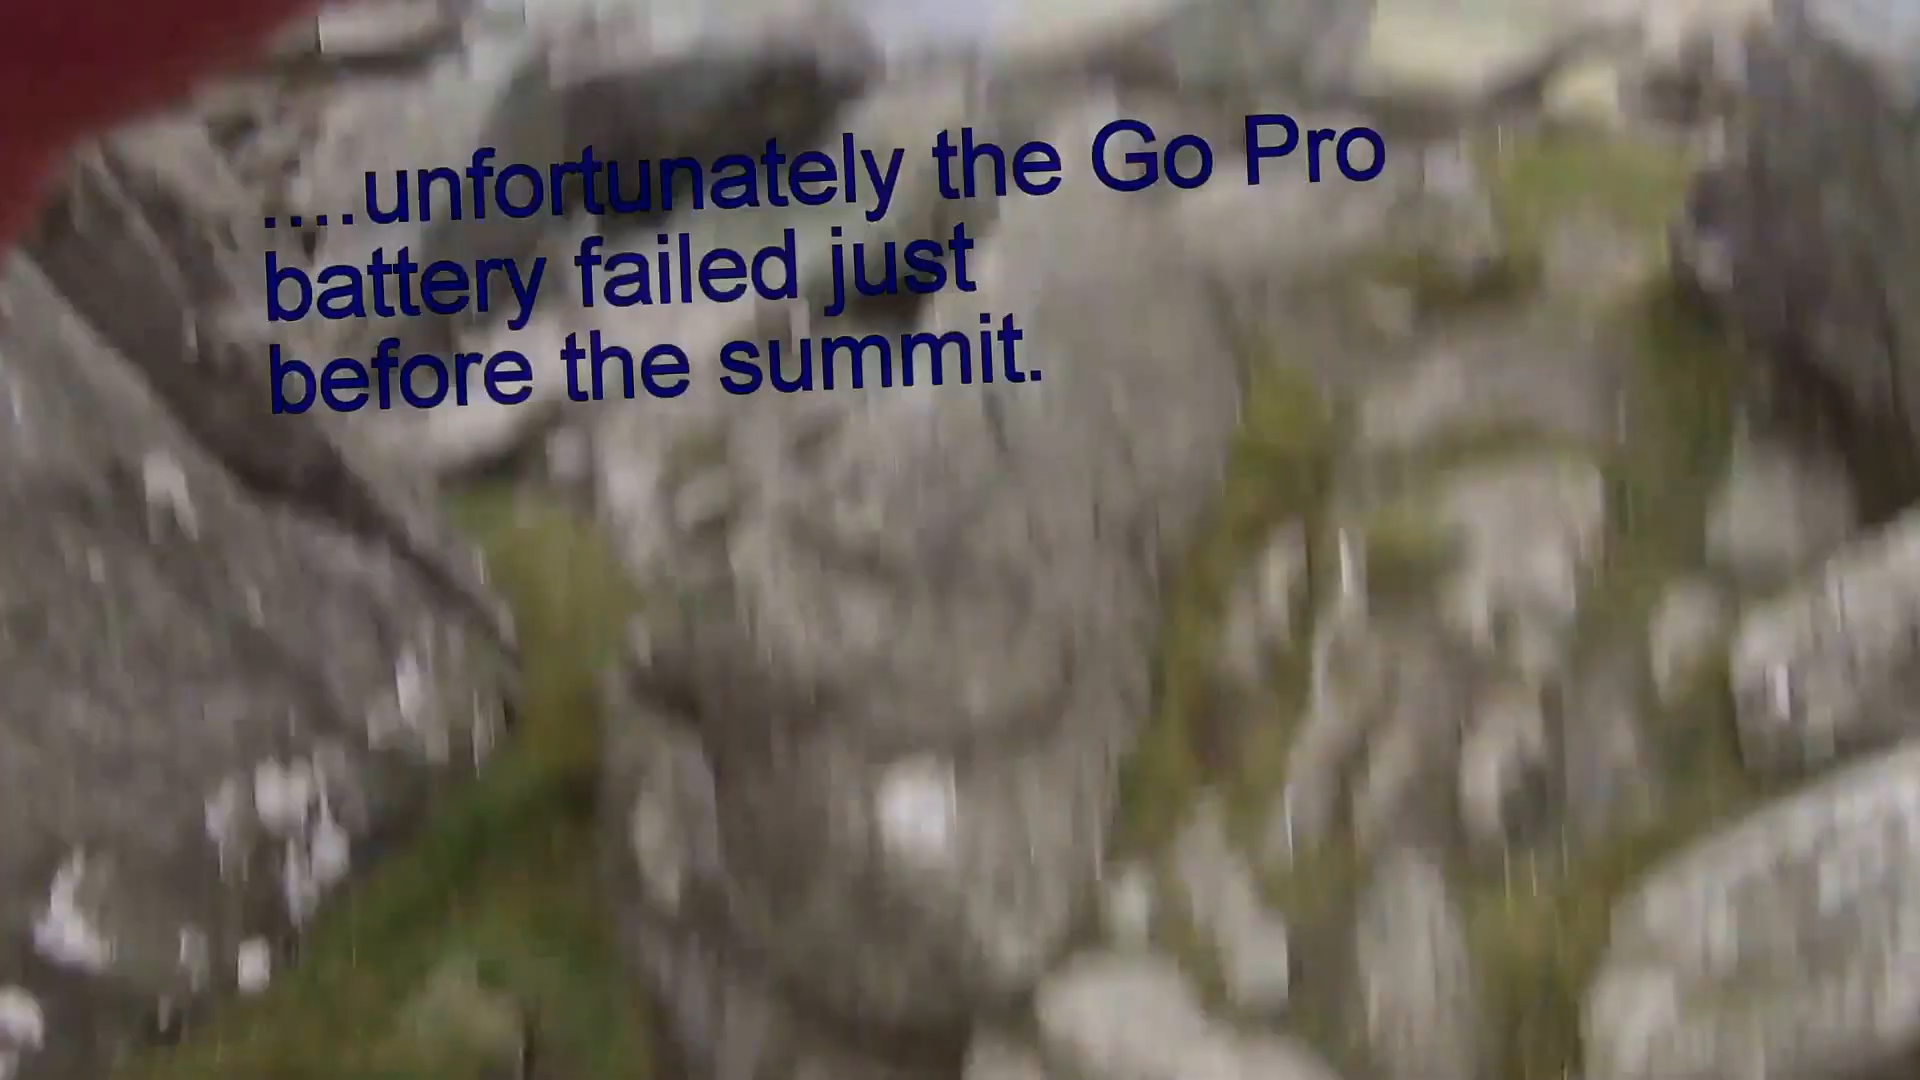 ....unfortunately the Go Pro
battery failed just
before the summit.